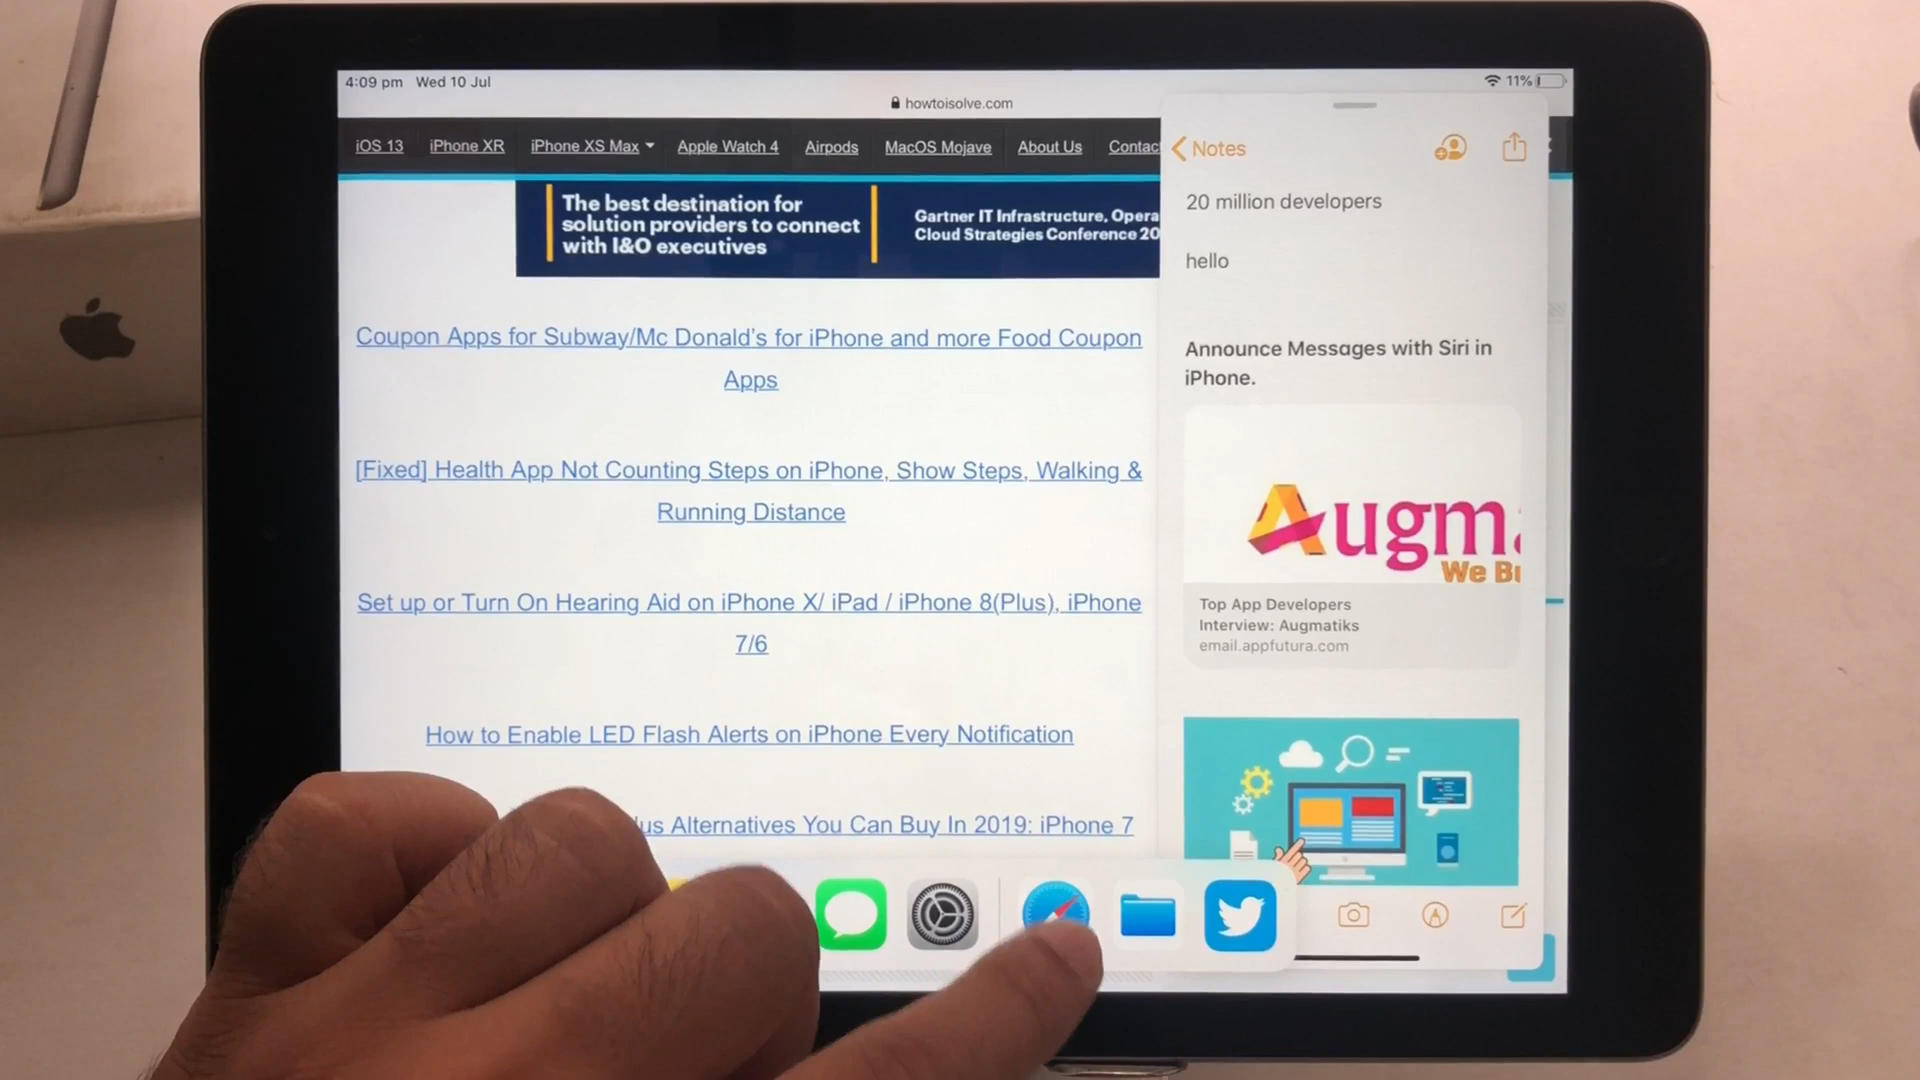 4:09 pm Wed 10 Jul
11%
howtoisolve.com
iOS 13 iPhone XR iPhone XS Max Apple Watch 4 Airpods MacOS Mojave About Us Contac
The best destination for
solution providers to connect
with I&O executives
Gartner IT Infrastructure, Opera
Cloud Strategies Conference 20
Coupon Apps for Subway/Mc Donald's for iPhone and more Food Coupon
Apps
[Fixed] Health App Not Counting Steps on iPhone, Show Steps, Walking &
Running Distance
Set up or Turn On Hearing Aid on iPhone X/ iPad / iPhone 8(Plus), iPhone
7/6
How to Enable LED Flash Alerts on iPhone Every Notification
us Alternatives You Can Buy In 2019: iPhone 7
Notes
20 million developers
hello
Announce Messages with Siri in
iPhone.
Augm
We Bu
Top App Developers
Interview: Augmatiks
email.appfutura.com